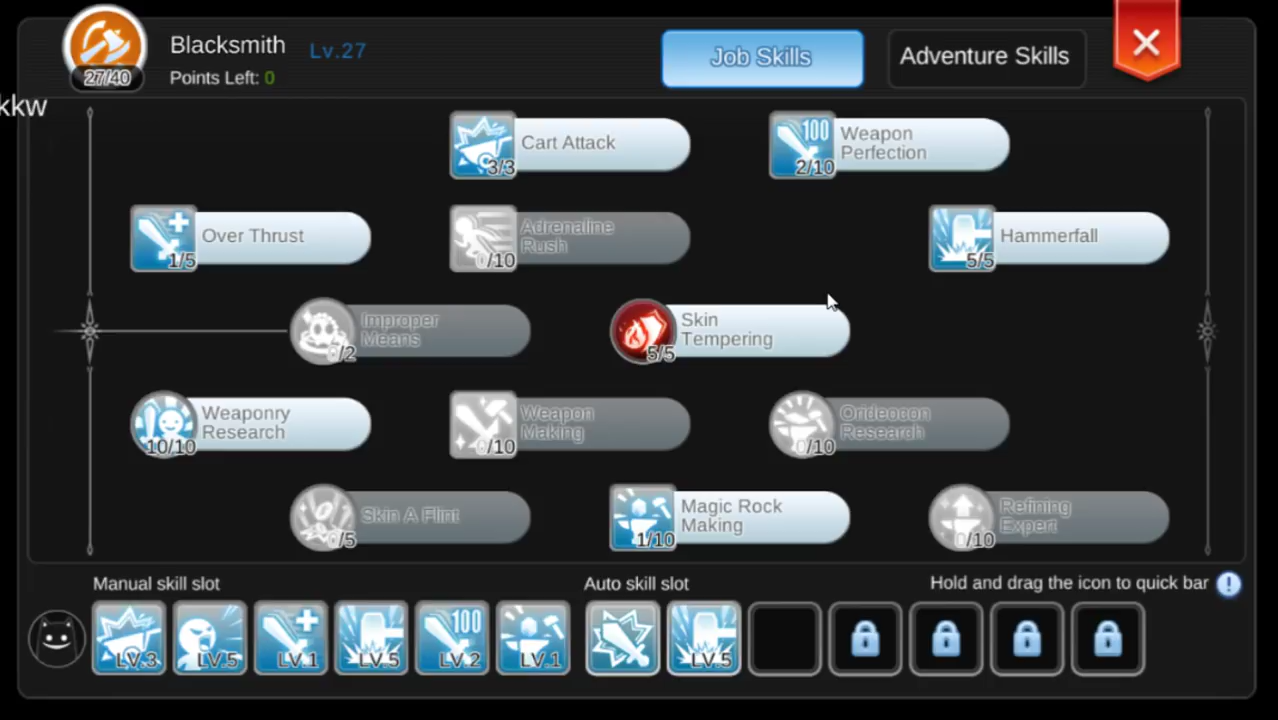 Blacksmith Lv.27
27/40
Points Left: 0
Job Skills
Adventure Skills
kkw
3/3
Cart Attack
100
2/10
Weapon
Perfection
1/5
Over Thrust
0/10
Adrenaline
Rush
5/5
Hammerfall
0/2
Improper
Means
5/5
Skin
Tempering
10/10
Weaponry
Research
0/10
Weapon
Making
0/10
Orideocon
Research
0/5
Skin A Flint
1/10
Magic Rock
Making
0/10
Refining
Expert
Manual skill slot
Auto skill slot
Hold and drag the icon to quick bar
LV.3
LV.5
LV.1
LV.5
100
LV.2
LV.1
LV.5